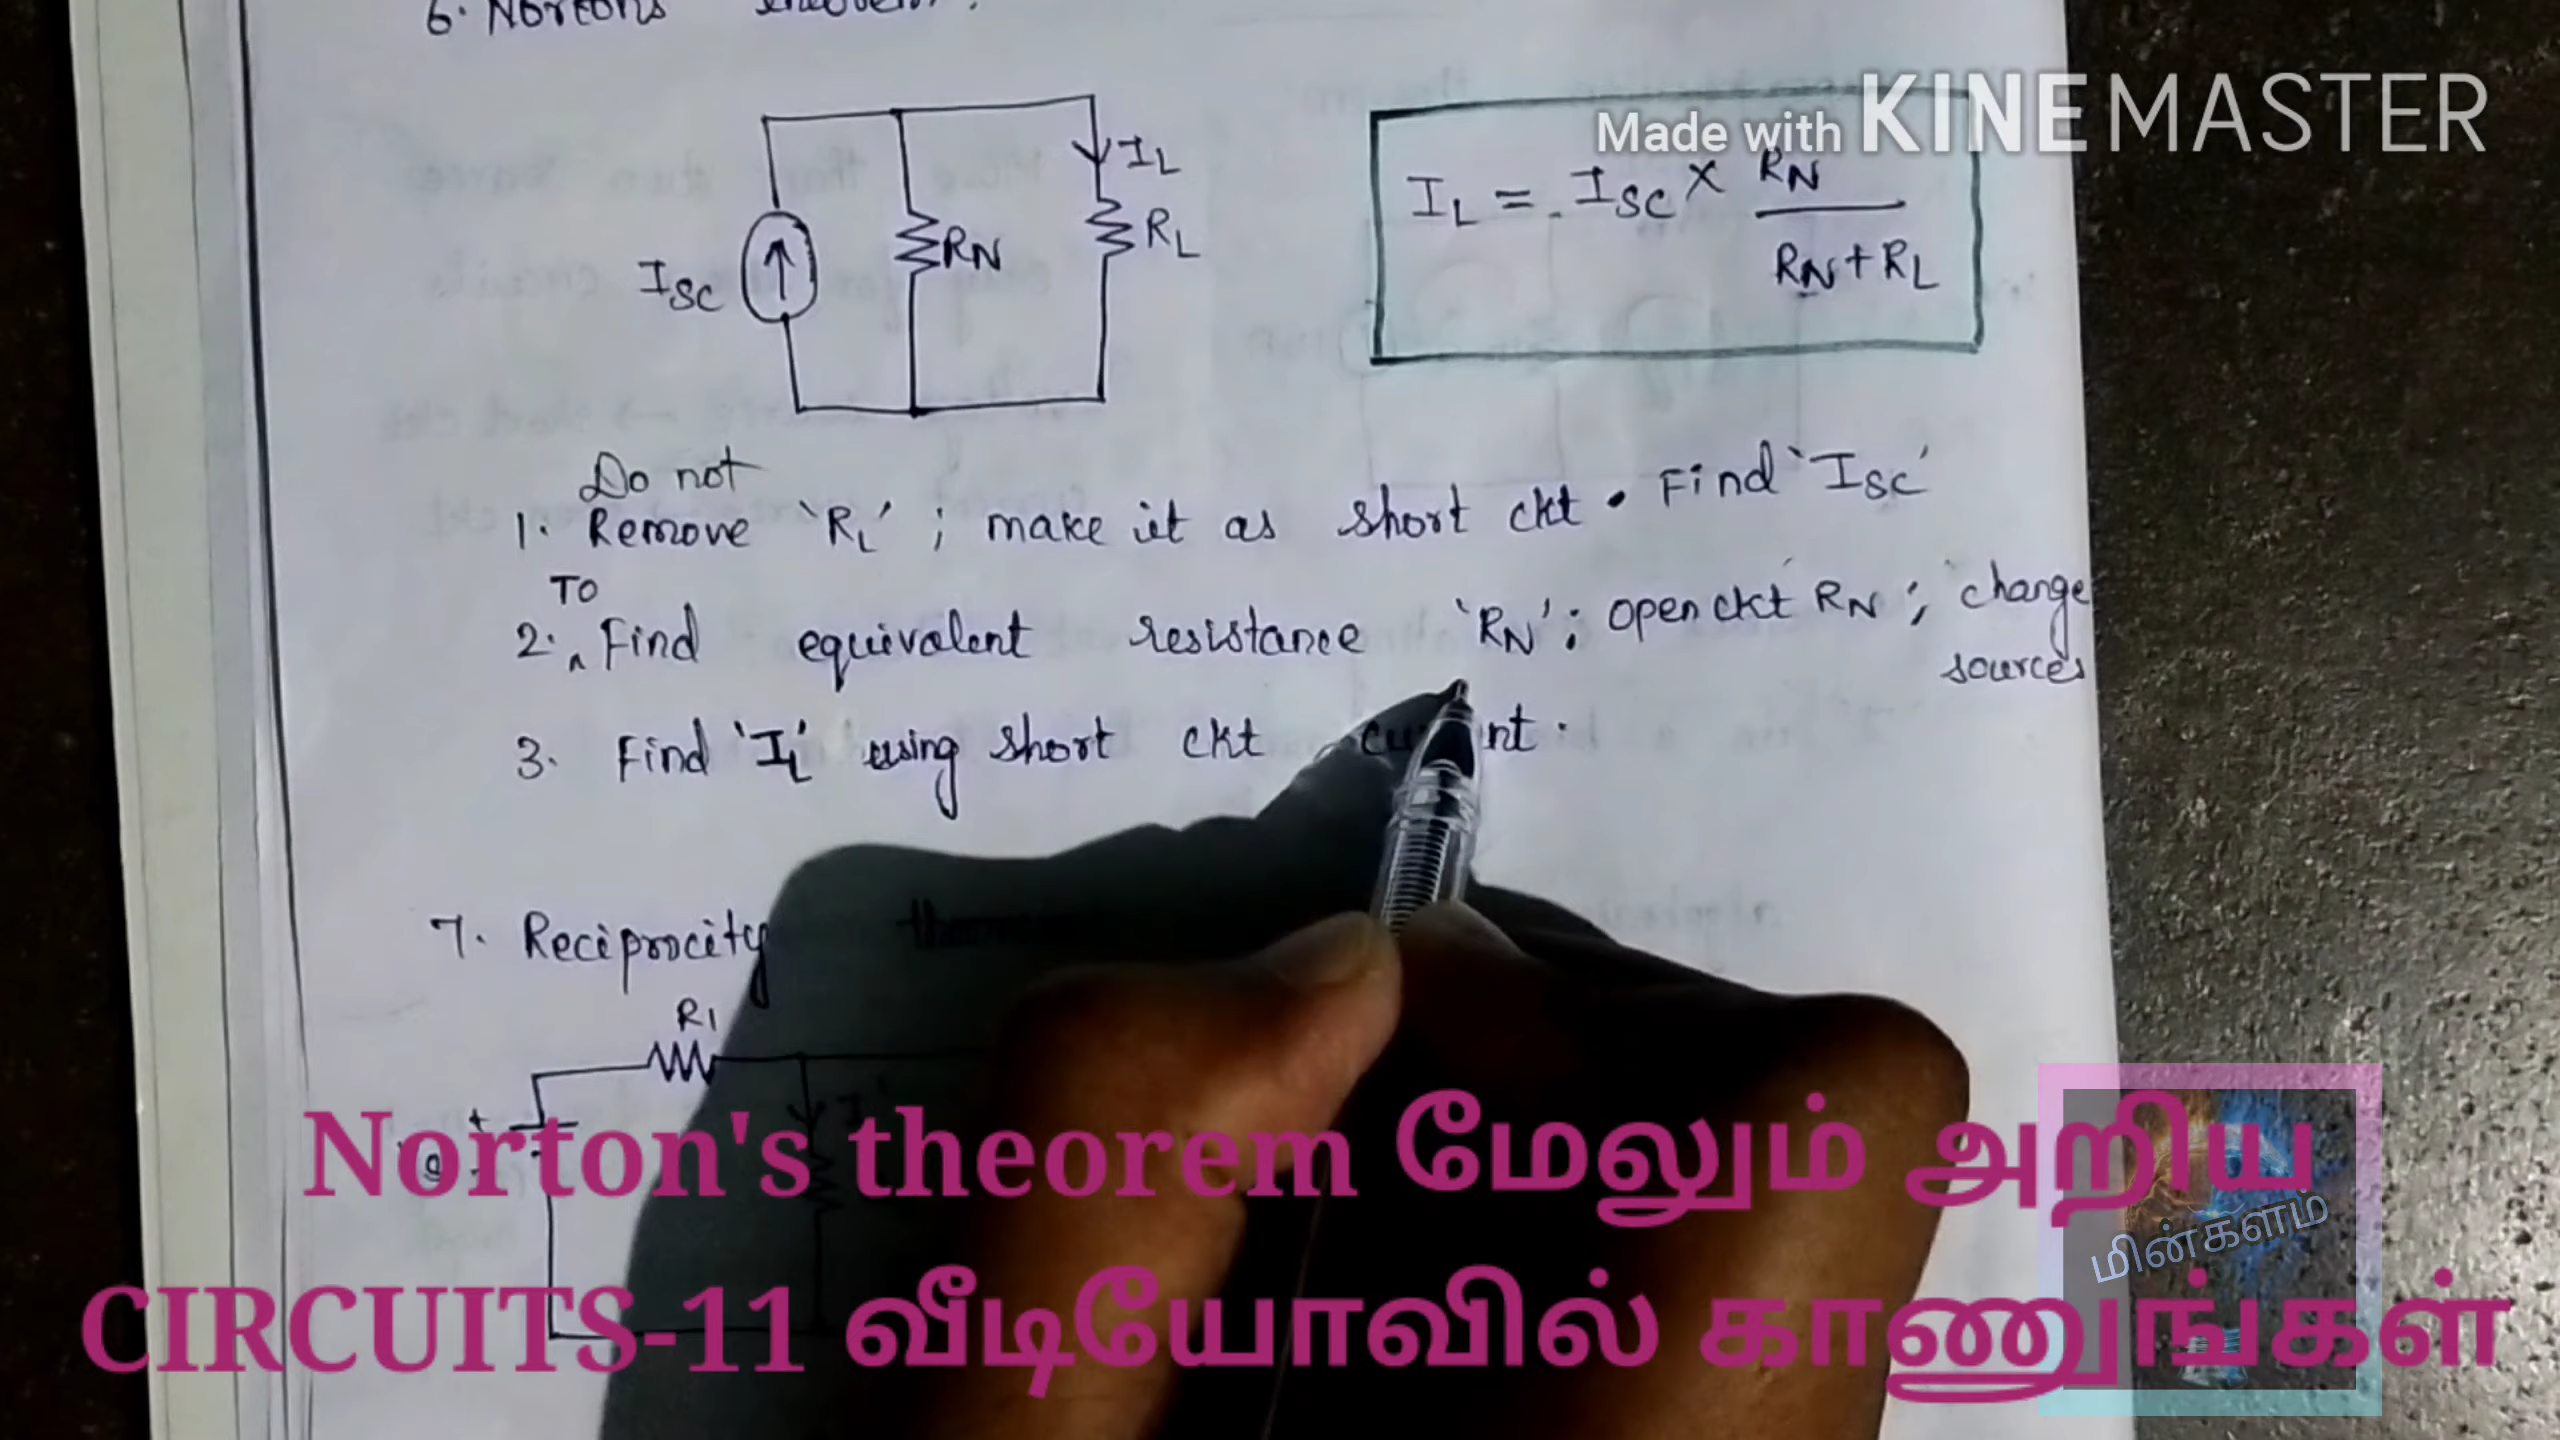 6. Nortons theorem.
Made with KINEMASTER
ISC
RN
IL
RL
IL = ISC × RN
RN+RL
Do not
1. Remove 'RL' ; make it as short ckt. Find 'ISC'
TO
2. ^ Find equivalent resistance 'RN'; open ckt RN ; change
sources
3. Find 'IL' using short ckt current.
7. Reciprocity
R1
Norton's theorem மேலும் அறிய
மின்களம்
CIRCUITS-11 வீடியோவில் காணுங்கள்